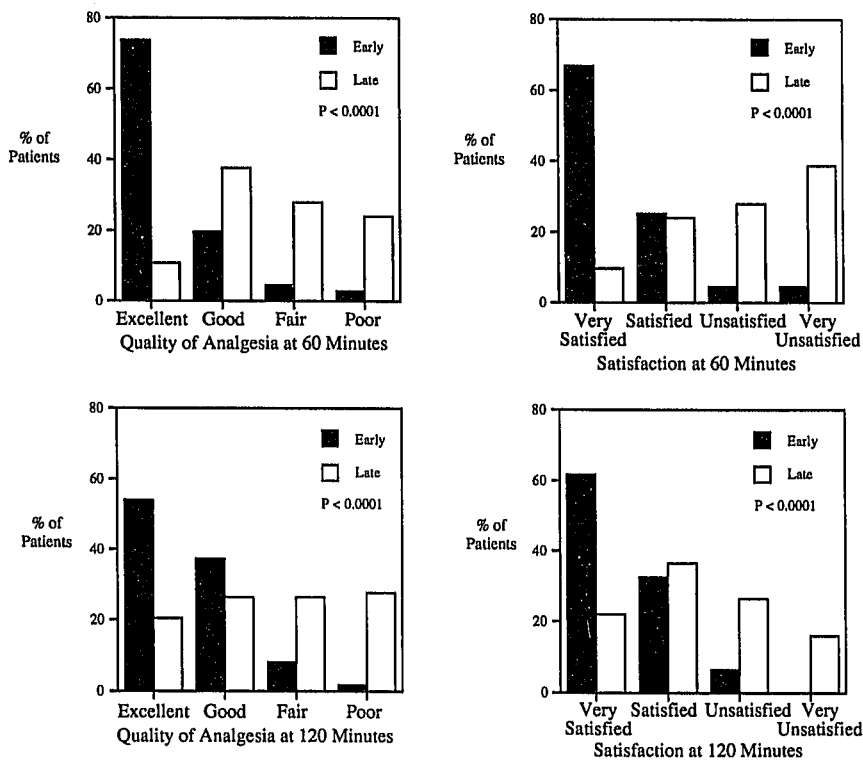 80
60
40
20
0
% of
Patients
Early
Late
P < 0.0001
Excellent Good Fair Poor
Quality of Analgesia at 60 Minutes
80
60
40
20
0
% of
Patients
Early
Late
P < 0.0001
Very Satisfied Unsatisfied Very
Satisfied Unsatisfied
Satisfaction at 60 Minutes
80
60
40
20
0
% of
Patients
Early
Late
P < 0.0001
Excellent Good Fair Poor
Quality of Analgesia at 120 Minutes
80
60
40
20
0
% of
Patients
Early
Late
P < 0.0001
Very Satisfied Unsatisfied Very
Satisfied Unsatisfied
Satisfaction at 120 Minutes